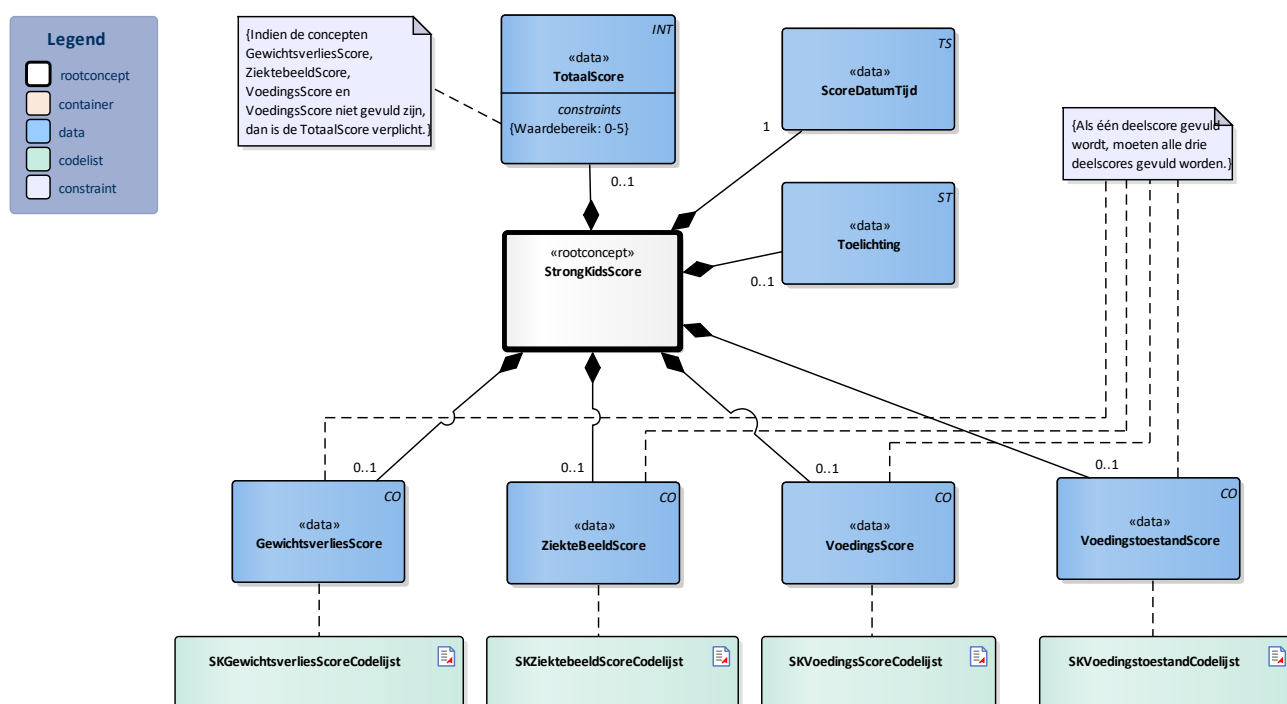 Legend
rootconcept
container
data
codelist
constraint
{Indien de concepten
GewichtsverliesScore,
ZiektebeeldScore,
VoedingsScore en
VoedingsScore niet gevuld zijn,
dan is de TotaalScore verplicht.}
INT
«data»
TotaalScore
constraints
{Waardebereik: 0-5}
0..1
TS
«data»
ScoreDatumTijd
1
{Als één deelscore gevuld
wordt, moeten alle drie
deelscores gevuld worden.}
ST
«data»
Toelichting
0..1
«rootconcept»
StrongKidsScore
0..1
0..1
0..1
0..1
CO
«data»
GewichtsverliesScore
CO
«data»
ZiekteBeeldScore
CO
«data»
VoedingsScore
CO
«data»
VoedingstoestandScore
SKGewichtsverliesScoreCodelijst
SKZiektebeeldScoreCodelijst
SKVoedingsScoreCodelijst
SKVoedingstoestandCodelijst